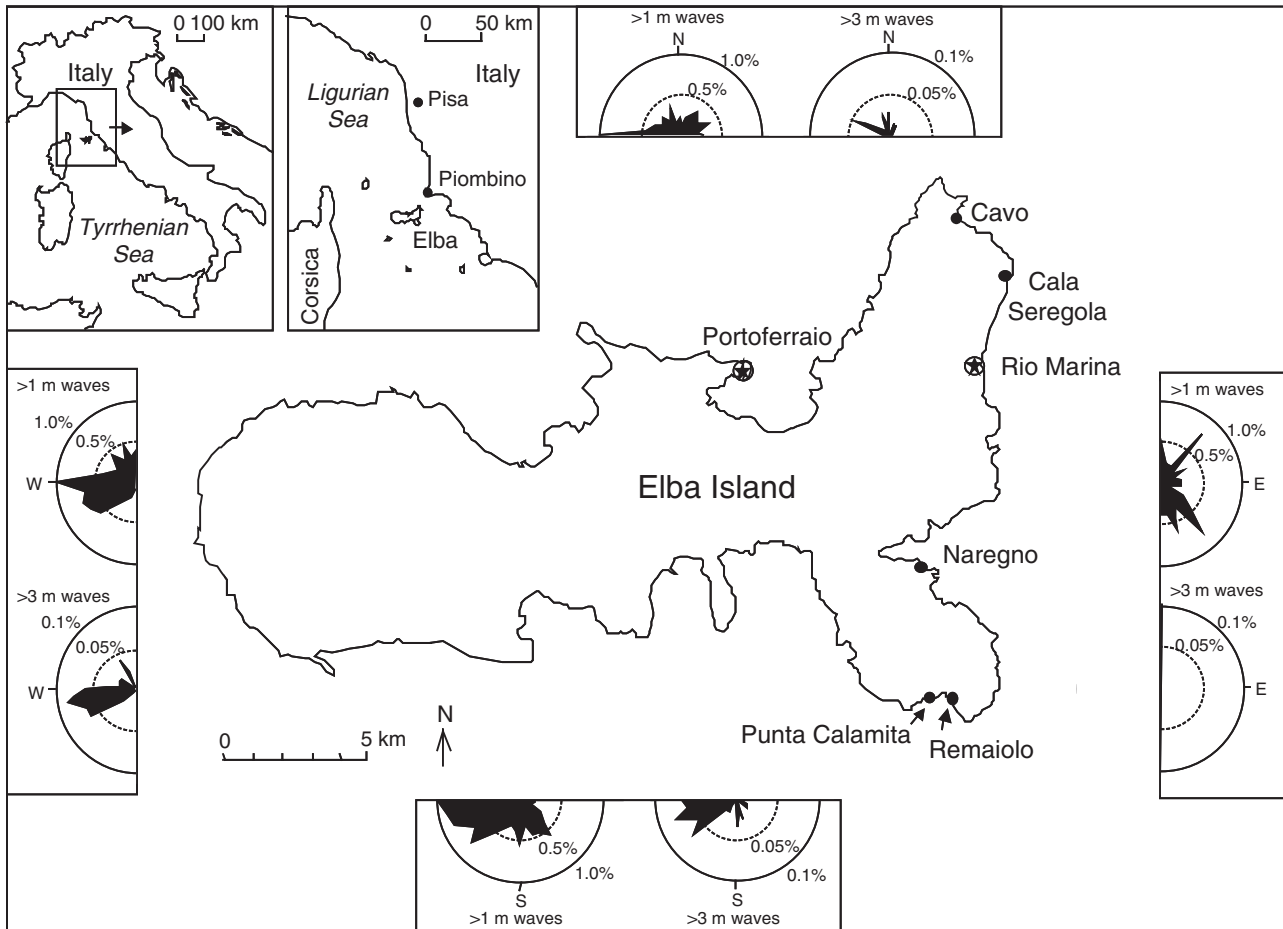 0 100 km
Italy
Tyrrhenian
Sea
0 50 km
Italy
Ligurian
Sea
Pisa
Piombino
Elba
Corsica
>1 m waves
N
1.0%
0.5%
>3 m waves
N
0.1%
0.05%
Cavo
Cala
Seregola
Portoferraio
Rio Marina
Elba Island
Naregno
Punta Calamita
Remaiolo
>1 m waves
1.0%
0.5%
W
>3 m waves
0.1%
0.05%
W
>1 m waves
1.0%
0.5%
E
>3 m waves
0.1%
0.05%
E
N
0 5 km
0.5%
1.0%
S
>1 m waves
0.05%
0.1%
S
>3 m waves